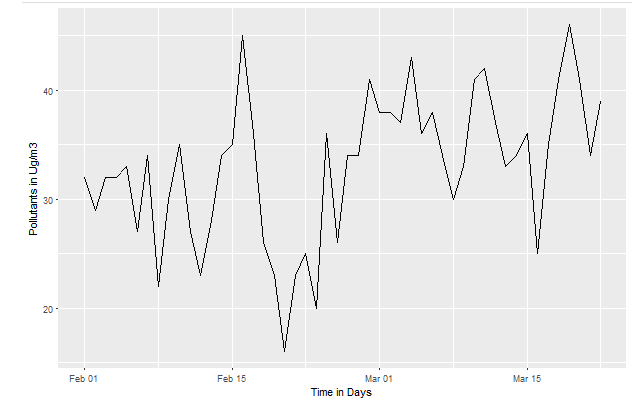 Pollutants in Ug/m3
40
30
20
Feb 01
Feb 15
Mar 01
Mar 15
Time in Days